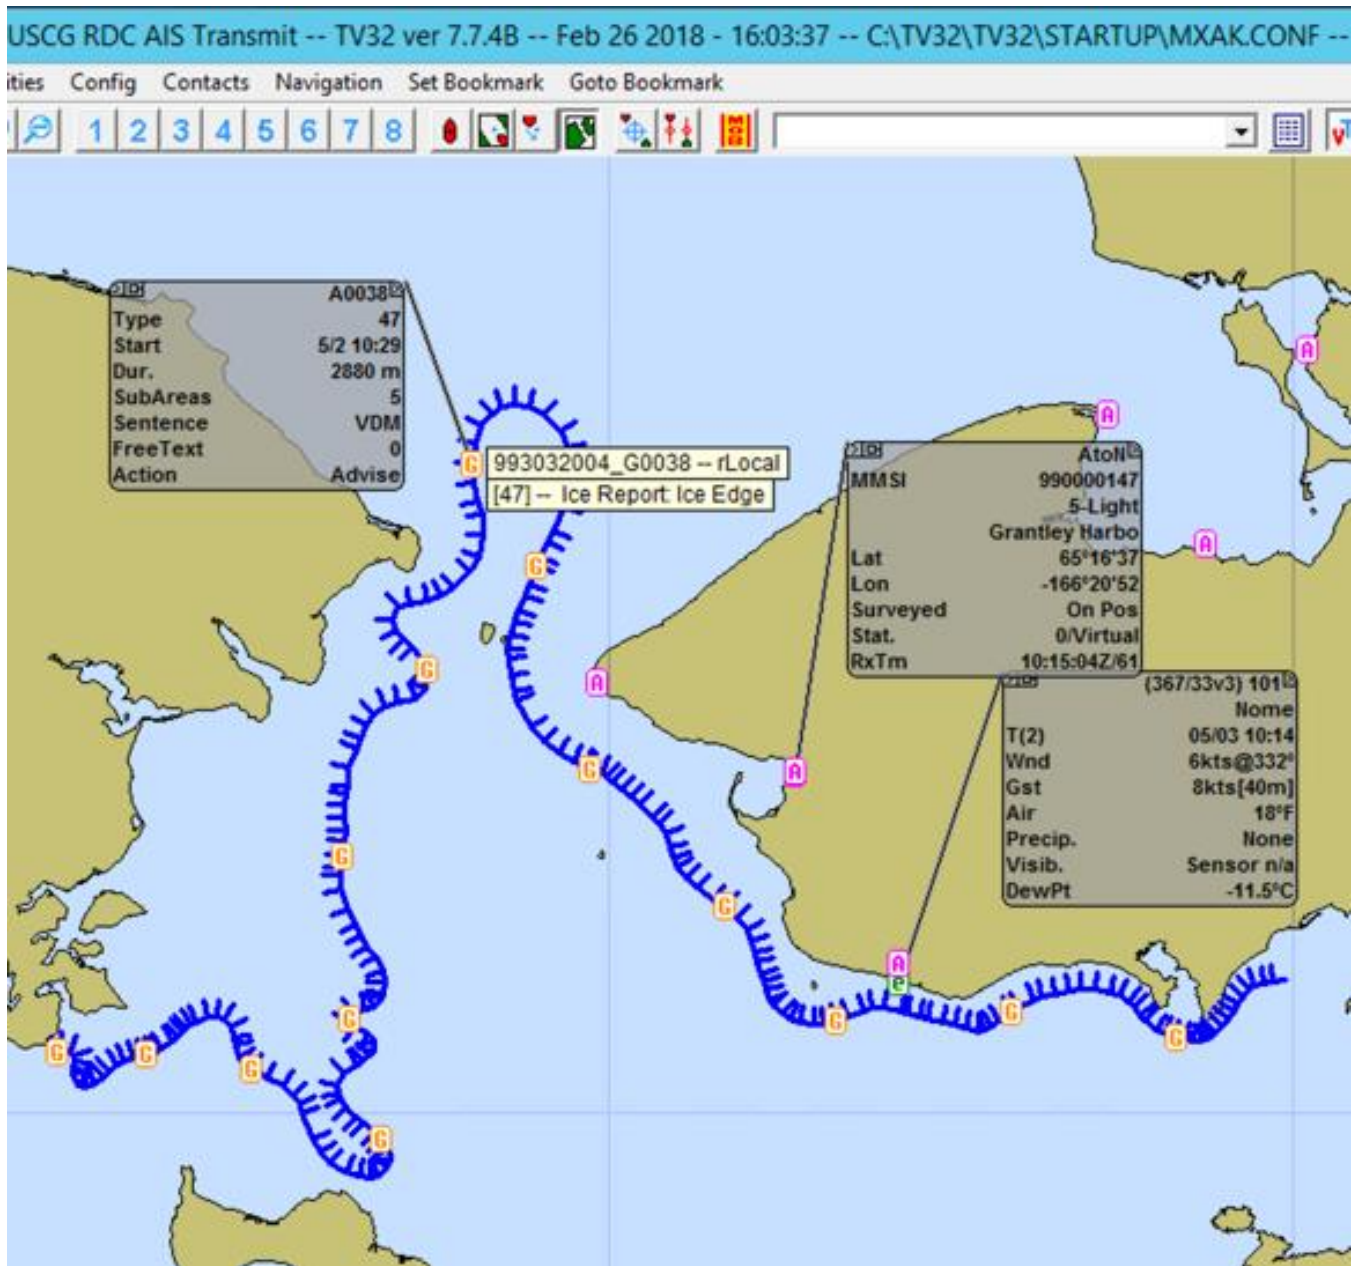 USCG RDC AIS Transmit -- TV32 ver 7.7.4B -- Feb 26 2018 - 16:03:37 -- C:\TV32\TV32\STARTUP\MXAK.CONF --
ities Config Contacts Navigation Set Bookmark Goto Bookmark
1 2 3 4 5 6 7 8
A0038
Type 47
Start 5/2 10:29
Dur. 2880 m
SubAreas 5
Sentence VDM
FreeText 0
Action Advise
993032004_G0038 -- rLocal
[47] -- Ice Report: Ice Edge
AtoN
MMSI 990000147
5-Light
Grantley Harbo
Lat 65°16'37
Lon -166°20'52
Surveyed On Pos
Stat. 0/Virtual
RxTm 10:15:04Z/61
(367/33v3) 101
Nome
T(2) 05/03 10:14
Wnd 6kts@332°
Gst 8kts[40m]
Air 18°F
Precip. None
Visib. Sensor n/a
DewPt -11.5°C
A
A
A
A
A
A
e
G
G
G
G
G
G
G
G
G
G
G
G
G
G